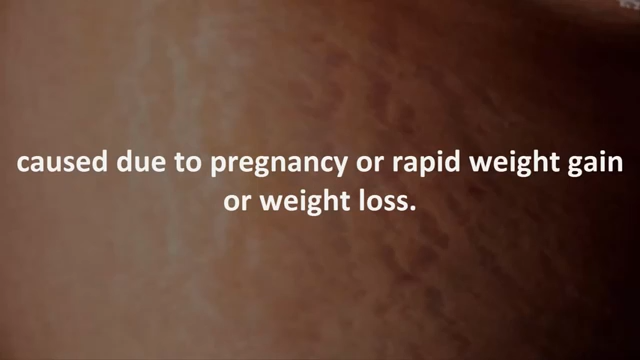 caused due to pregnancy or rapid weight gain
or weight loss.